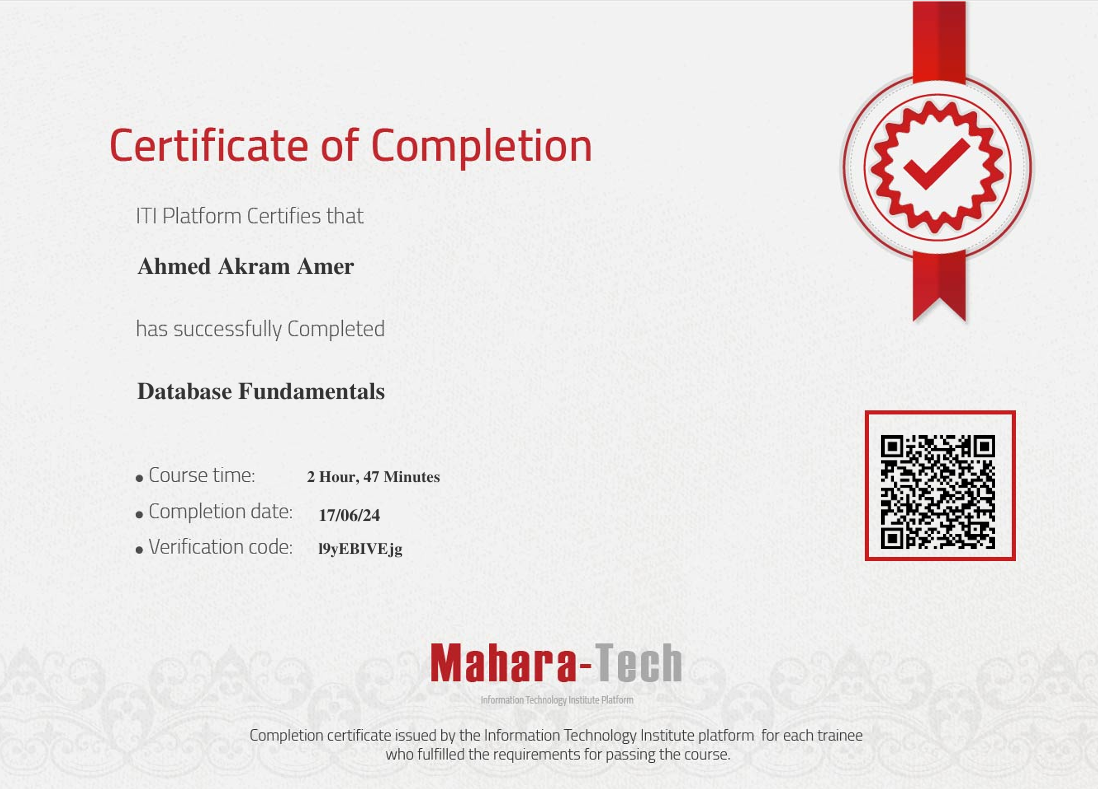 Certificate of Completion
ITI Platform Certifies that
Ahmed Akram Amer
has successfully Completed
Database Fundamentals
• Course time: 2 Hour, 47 Minutes
• Completion date: 17/06/24
• Verification code: l9yEBIVEjg
Mahara-Tech
Information Technology Institute Platform
Completion certificate issued by the Information Technology Institute platform for each trainee
who fulfilled the requirements for passing the course.